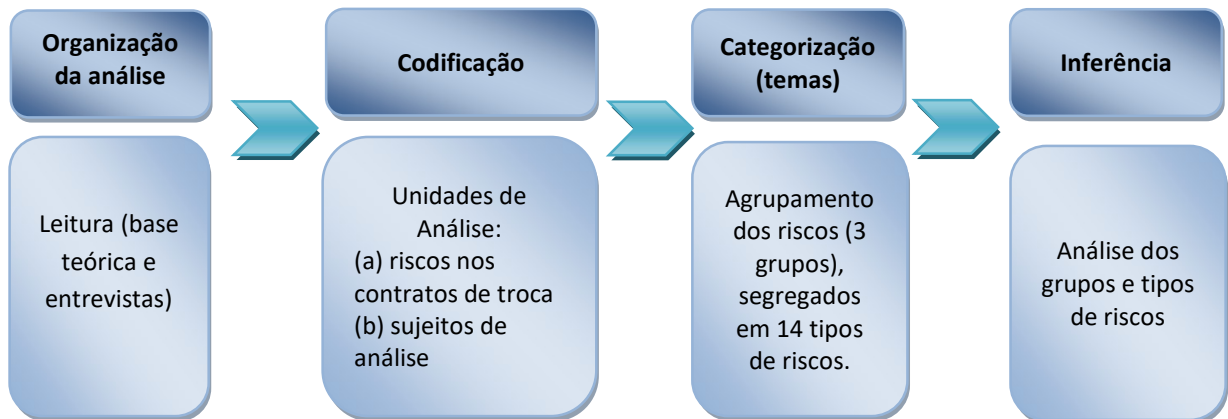 Organização
da análise
Leitura (base
teórica e
entrevistas)
Codificação
Unidades de
Análise:
(a) riscos nos
contratos de troca
(b) sujeitos de
análise
Categorização
(temas)
Agrupamento
dos riscos (3
grupos),
segregados
em 14 tipos
de riscos.
Inferência
Análise dos
grupos e tipos
de riscos